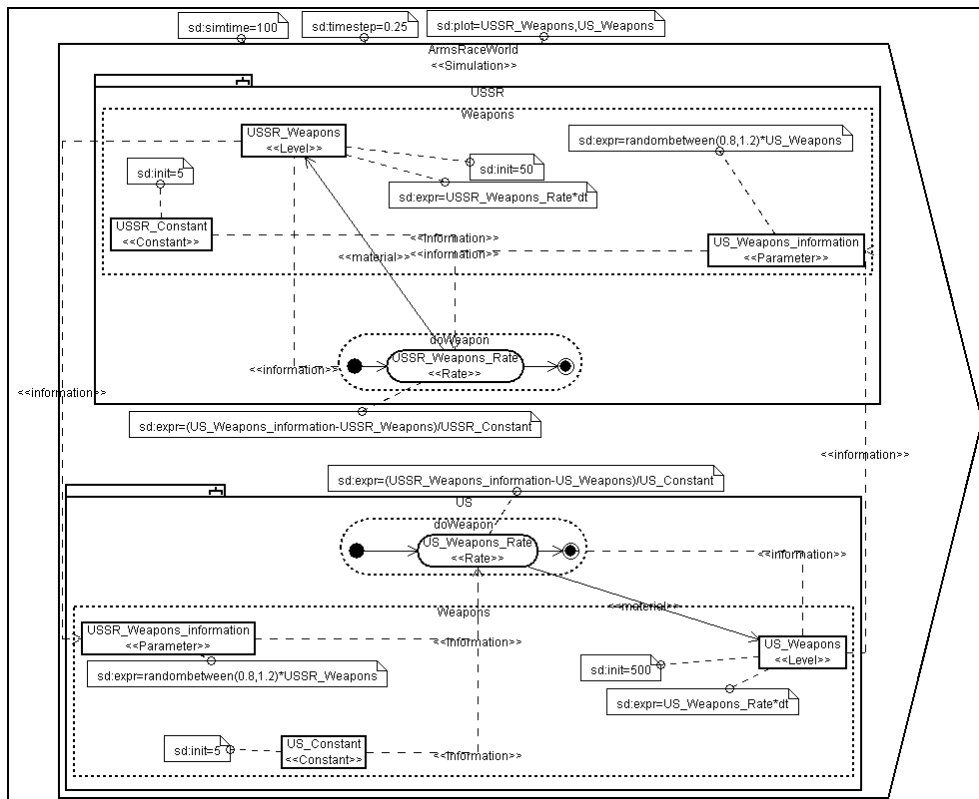 sd:simtime=100
sd:timestep=0.25
sd:plot=USSR_Weapons,US_Weapons
ArmsRaceWorld
<<Simulation>>
USSR
Weapons
USSR_Weapons
<<Level>>
sd:expr=randombetween(0.8,1.2)*US_Weapons
sd:init=5
sd:init=50
sd:expr=USSR_Weapons_Rate*dt
USSR_Constant
<<Constant>>
<<information>>
<<information>>
<<material>>
US_Weapons_information
<<Parameter>>
doWeapon
USSR_Weapons_Rate
<<Rate>>
<<information>>
<<information>>
sd:expr=(US_Weapons_information-USSR_Weapons)/USSR_Constant
<<information>>
sd:expr=(USSR_Weapons_information-US_Weapons)/US_Constant
US
doWeapon
US_Weapons_Rate
<<Rate>>
<<information>>
<<material>>
Weapons
USSR_Weapons_information
<<Parameter>>
<<information>>
US_Weapons
<<Level>>
sd:init=500
sd:expr=randombetween(0.8,1.2)*USSR_Weapons
sd:expr=US_Weapons_Rate*dt
sd:init=5
US_Constant
<<Constant>>
<<information>>